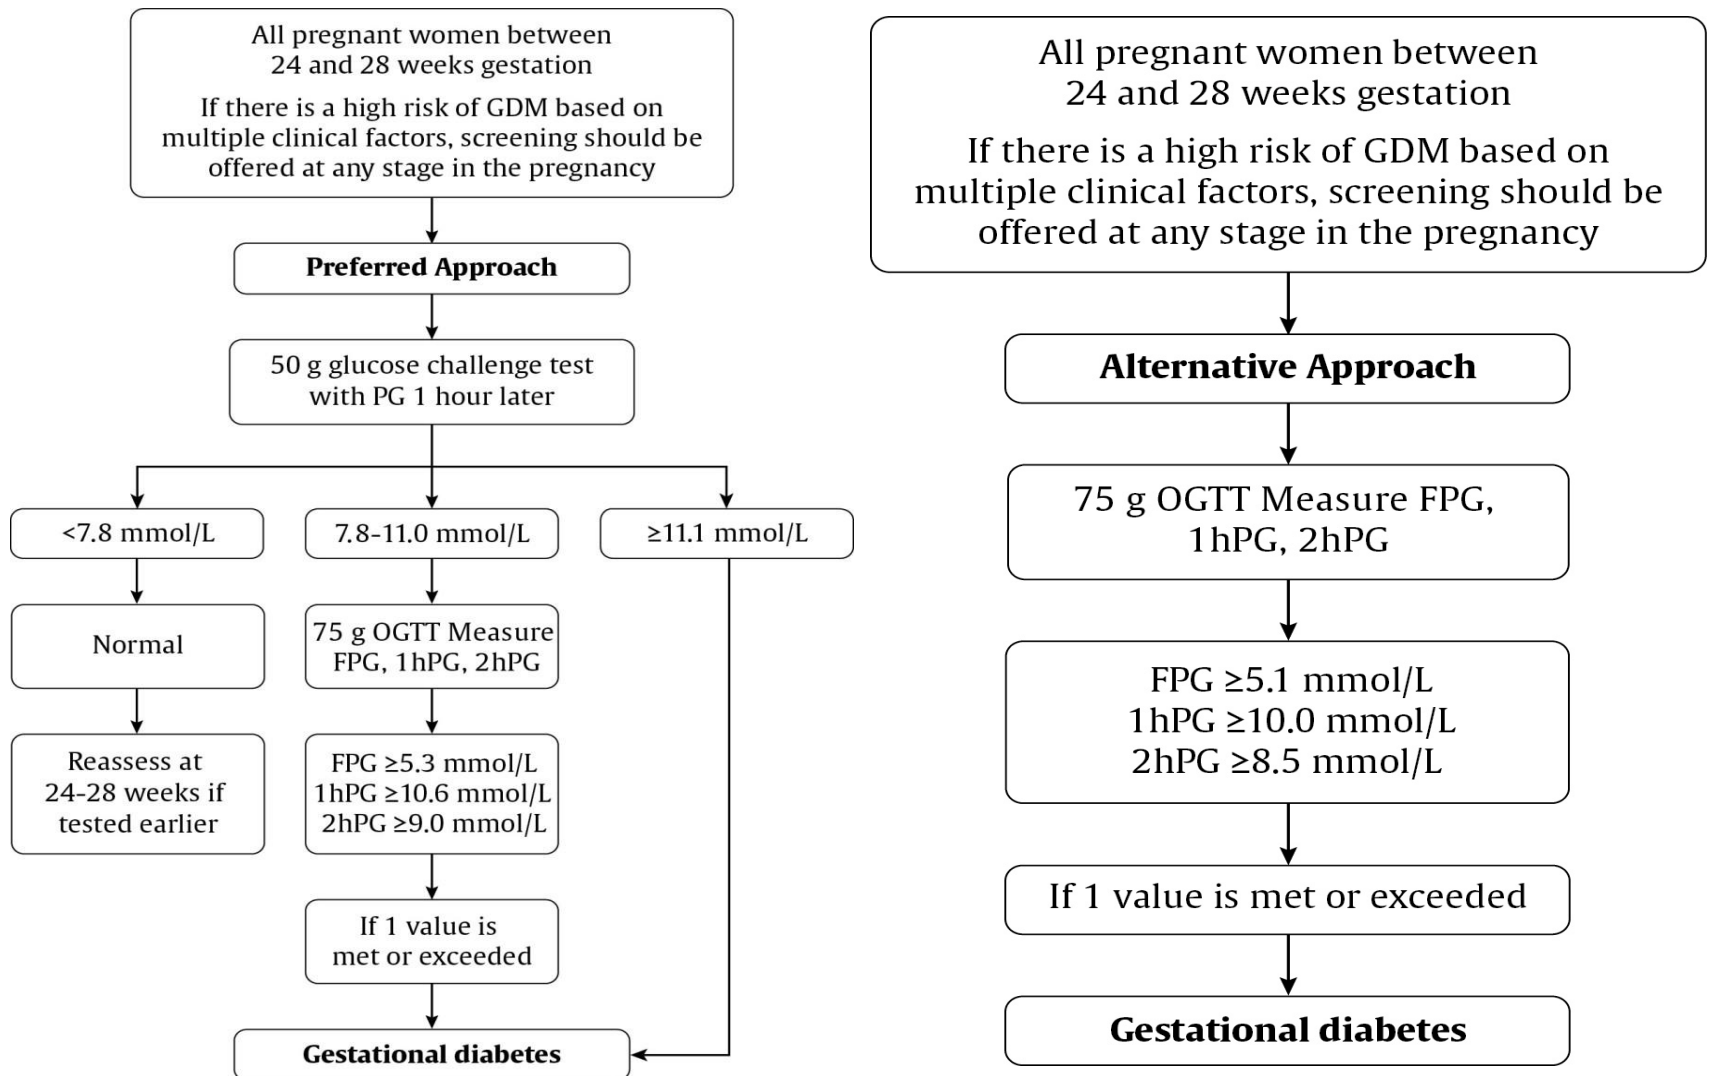 All pregnant women between
24 and 28 weeks gestation
If there is a high risk of GDM based on
multiple clinical factors, screening should be
offered at any stage in the pregnancy
Preferred Approach
50 g glucose challenge test
with PG 1 hour later
<7.8 mmol/L
7.8-11.0 mmol/L
≥11.1 mmol/L
Normal
75 g OGTT Measure
FPG, 1hPG, 2hPG
Reassess at
24-28 weeks if
tested earlier
FPG ≥5.3 mmol/L
1hPG ≥10.6 mmol/L
2hPG ≥9.0 mmol/L
If 1 value is
met or exceeded
Gestational diabetes
All pregnant women between
24 and 28 weeks gestation
If there is a high risk of GDM based on
multiple clinical factors, screening should be
offered at any stage in the pregnancy
Alternative Approach
75 g OGTT Measure FPG,
1hPG, 2hPG
FPG ≥5.1 mmol/L
1hPG ≥10.0 mmol/L
2hPG ≥8.5 mmol/L
If 1 value is met or exceeded
Gestational diabetes